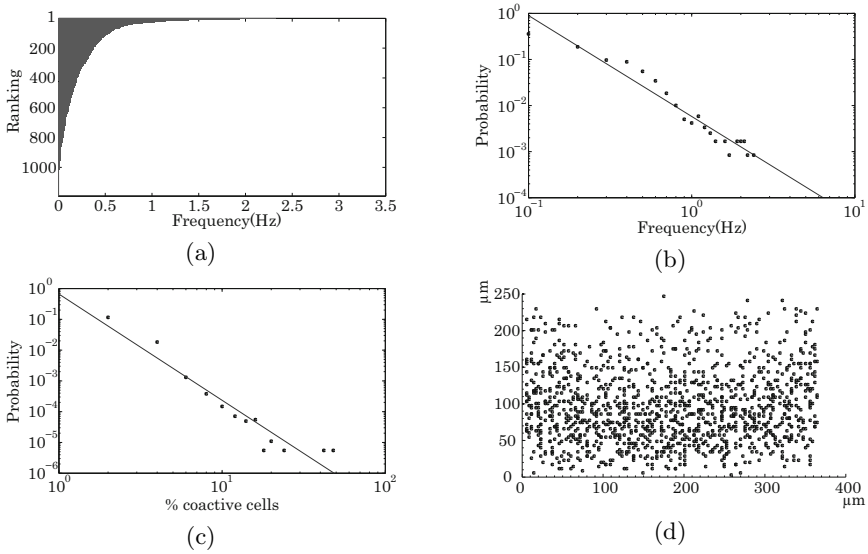 1
200
400
600
800
1000
Ranking
0 0.5 1 1.5 2 2.5 3 3.5
Frequency(Hz)
(a)
10^0
10^-1
10^-2
10^-3
10^-4
Probability
10^-1 10^0 10^1
Frequency(Hz)
(b)
10^0
10^-1
10^-2
10^-3
10^-4
10^-5
10^-6
Probability
10^0 10^1 10^2
% coactive cells
(c)
μm
250
200
150
100
50
0
0 100 200 300 400
μm
(d)